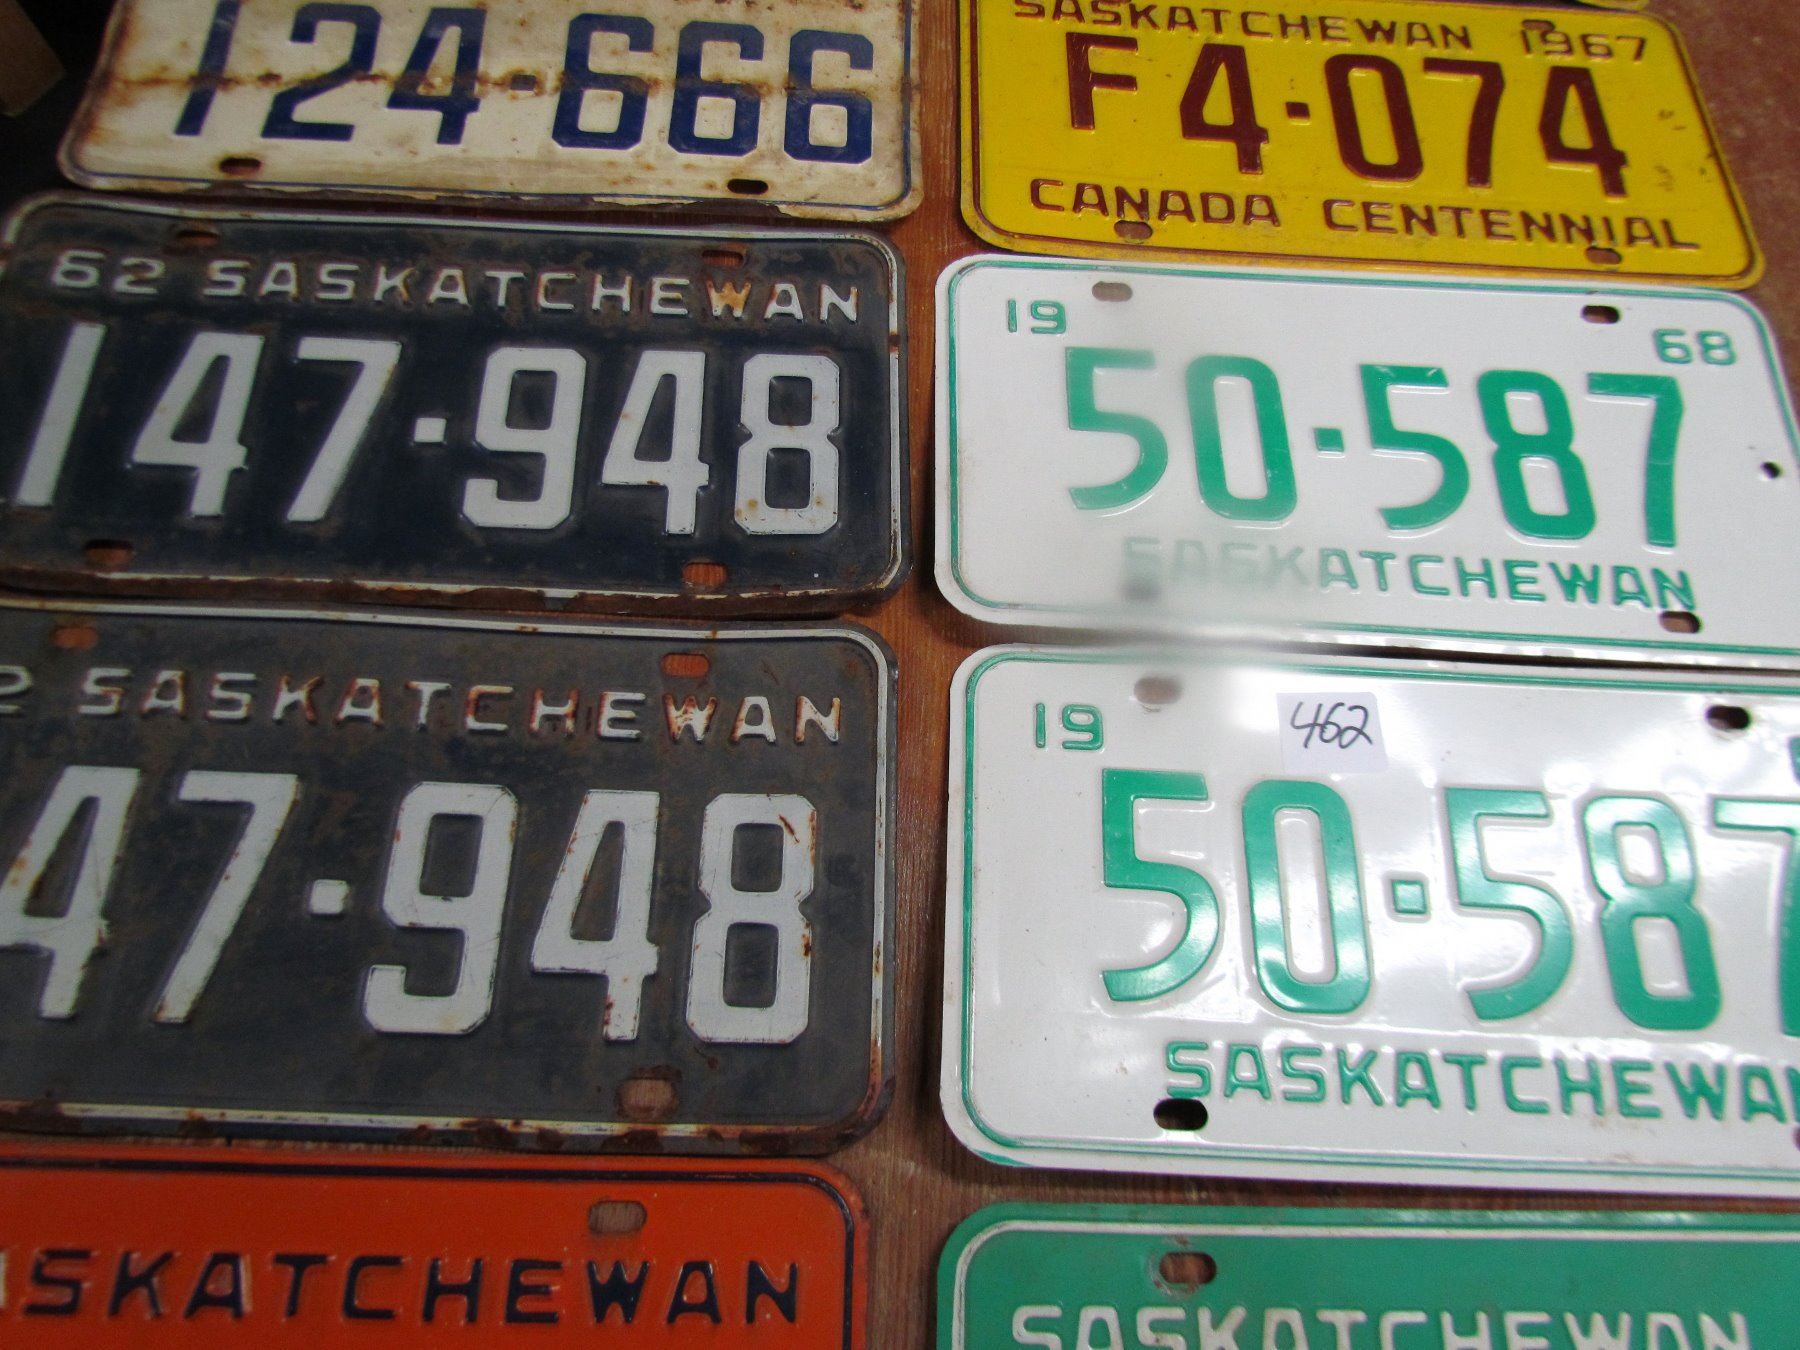 124-666
62 SASKATCHEWAN
147-948
2 SASKATCHEWAN
47-948
SKATCHEWAN
SASKATCHEWAN 1967
F4-074
CANADA CENTENNIAL
19 68
50-587
SASKATCHEWAN
19
462
50-587
SASKATCHEWAN
SASKATCHEWAN